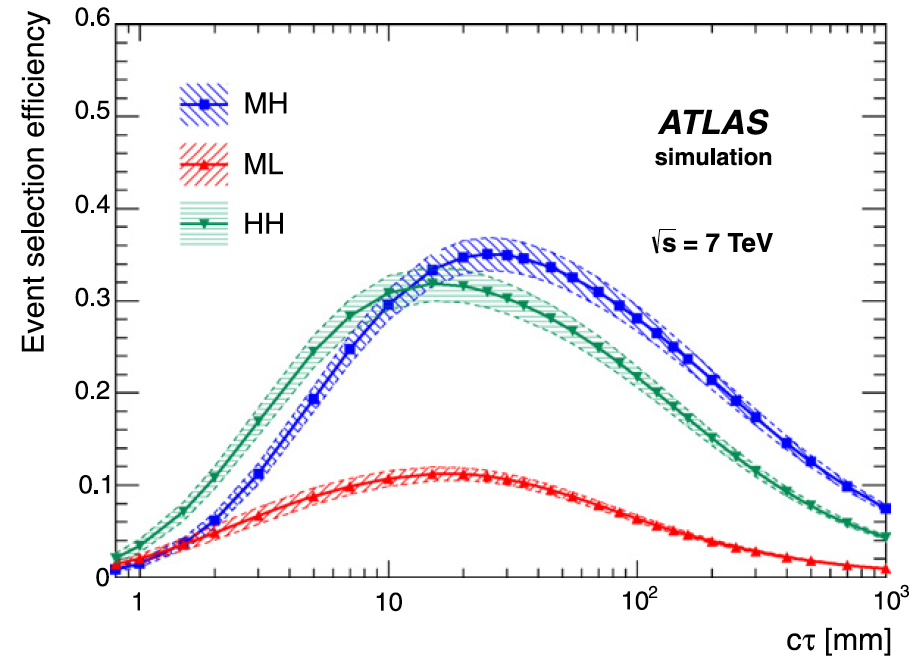 Event selection efficiency
0.6
0.5
0.4
0.3
0.2
0.1
0
MH
ML
HH
ATLAS
simulation
√s = 7 TeV
1
10
10²
10³
cτ [mm]